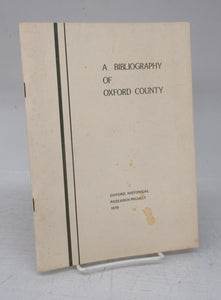 A BIBLIOGRAPHY
OF
OXFORD COUNTY
OXFORD HISTORICAL
RESEARCH PROJECT
1978